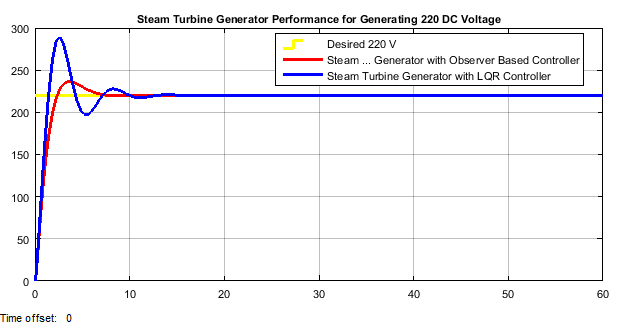 Steam Turbine Generator Performance for Generating 220 DC Voltage
Desired 220 V
Steam ... Generator with Observer Based Controller
Steam Turbine Generator with LQR Controller
300
250
200
150
100
50
0
0 10 20 30 40 50 60
Time offset: 0